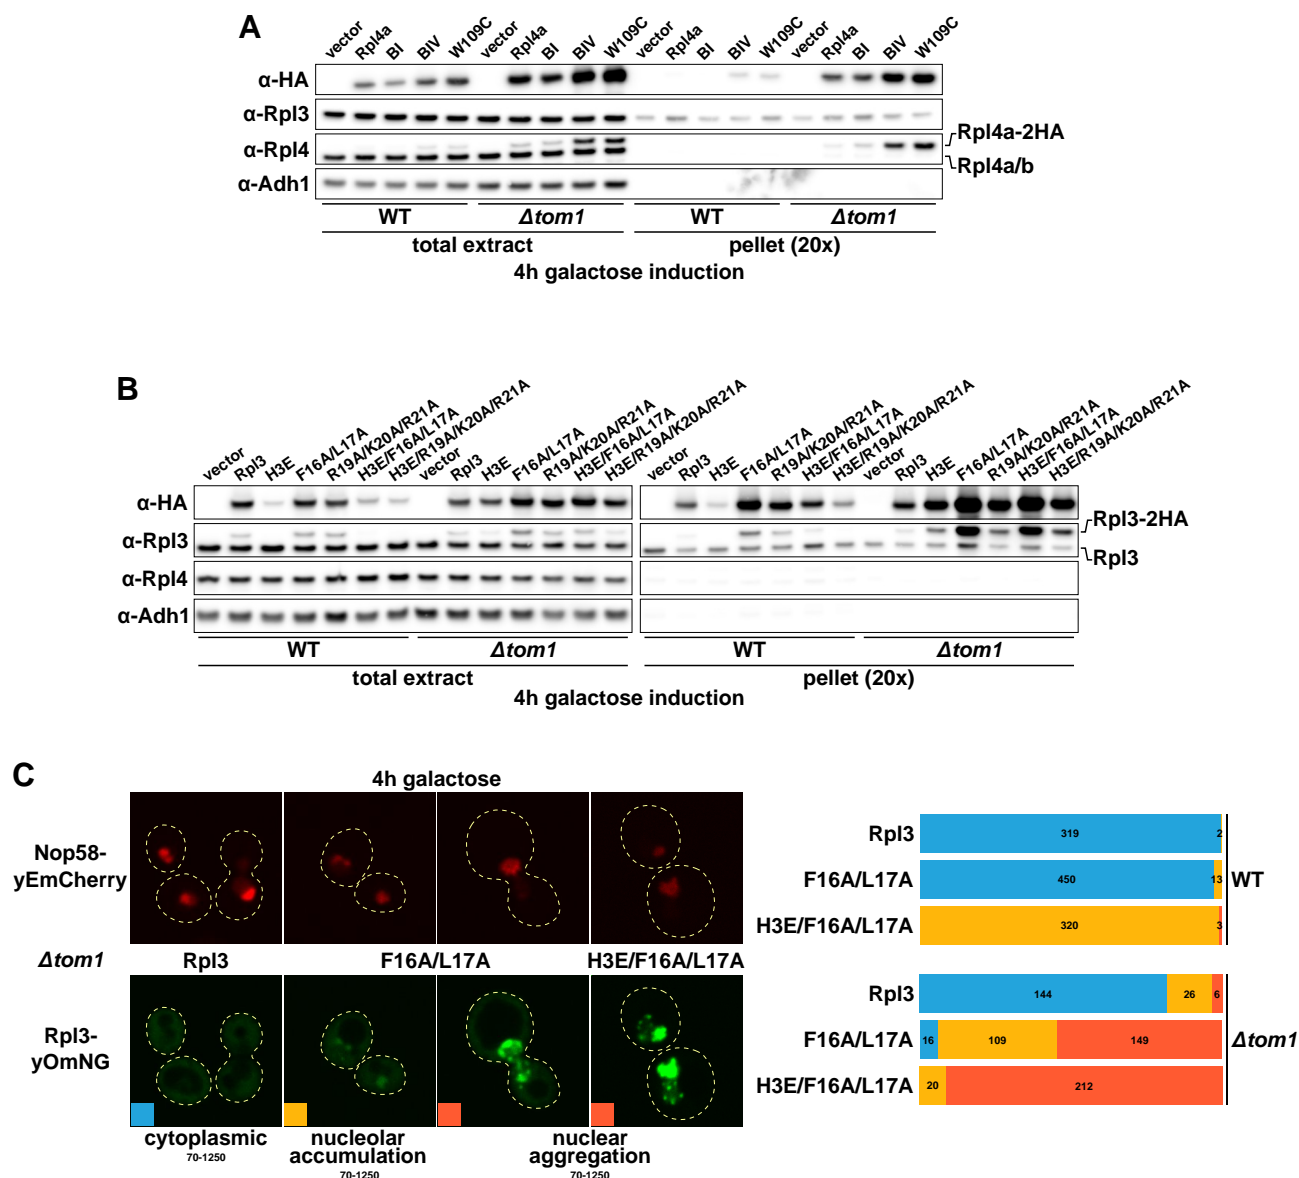 A
vector Rpl4a BI BIV W109C vector Rpl4a BI BIV W109C vector Rpl4a BI BIV W109C vector Rpl4a BI BIV W109C
α-HA
α-Rpl3
α-Rpl4
α-Adh1
Rpl4a-2HA
Rpl4a/b
WT Δtom1 WT Δtom1
total extract pellet (20x)
4h galactose induction
B
vector Rpl3 H3E F16A/L17A R19A/K20A/R21A H3E/F16A/L17A H3E/R19A/K20A/R21A vector Rpl3 H3E F16A/L17A R19A/K20A/R21A H3E/F16A/L17A H3E/R19A/K20A/R21A vector Rpl3 H3E F16A/L17A R19A/K20A/R21A H3E/F16A/L17A H3E/R19A/K20A/R21A vector Rpl3 H3E F16A/L17A R19A/K20A/R21A H3E/F16A/L17A H3E/R19A/K20A/R21A
α-HA
α-Rpl3
α-Rpl4
α-Adh1
Rpl3-2HA
Rpl3
WT Δtom1 WT Δtom1
total extract pellet (20x)
4h galactose induction
C
4h galactose
Nop58-
yEmCherry
Δtom1 Rpl3 F16A/L17A H3E/F16A/L17A
Rpl3-
yOmNG
cytoplasmic
70-1250
nucleolar
accumulation
70-1250
nuclear
aggregation
70-1250
Rpl3 319 2
F16A/L17A 450 13
H3E/F16A/L17A 320 3
WT
Rpl3 144 26 6
F16A/L17A 16 109 149
H3E/F16A/L17A 20 212
Δtom1